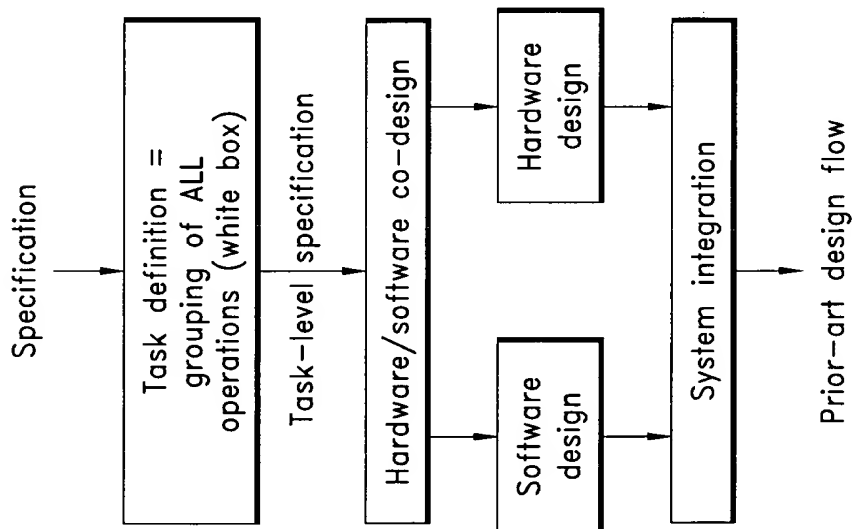 Specification
Task definition =
grouping of ALL
operations (white box)
Task-level specification
Hardware/software co-design
Software
design
Hardware
design
System integration
Prior-art design flow